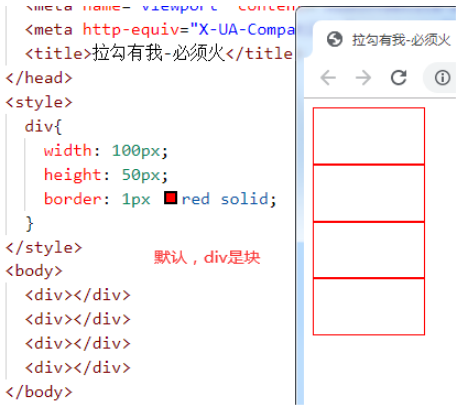 <meta name="viewport" conten
<meta http-equiv="X-UA-Compa
<title>拉勾有我-必须火</title
</head>
<style>
div{
width: 100px;
height: 50px;
border: 1px red solid;
}
</style>
默认，div是块
<body>
<div></div>
<div></div>
<div></div>
<div></div>
</body>
拉勾有我-必须火